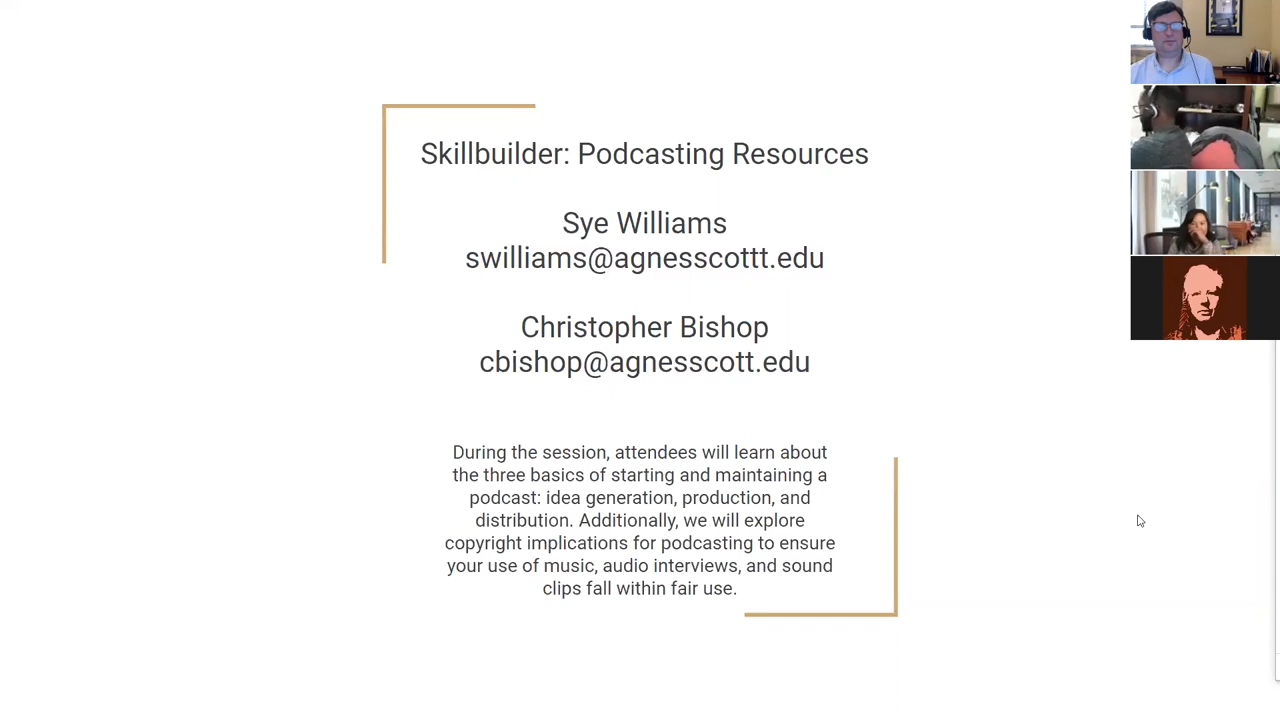 Skillbuilder: Podcasting Resources
Sye Williams
swilliams@agnesscottt.edu
Christopher Bishop
cbishop@agnesscott.edu
During the session, attendees will learn about
the three basics of starting and maintaining a
podcast: idea generation, production, and
distribution. Additionally, we will explore
copyright implications for podcasting to ensure
your use of music, audio interviews, and sound
clips fall within fair use.